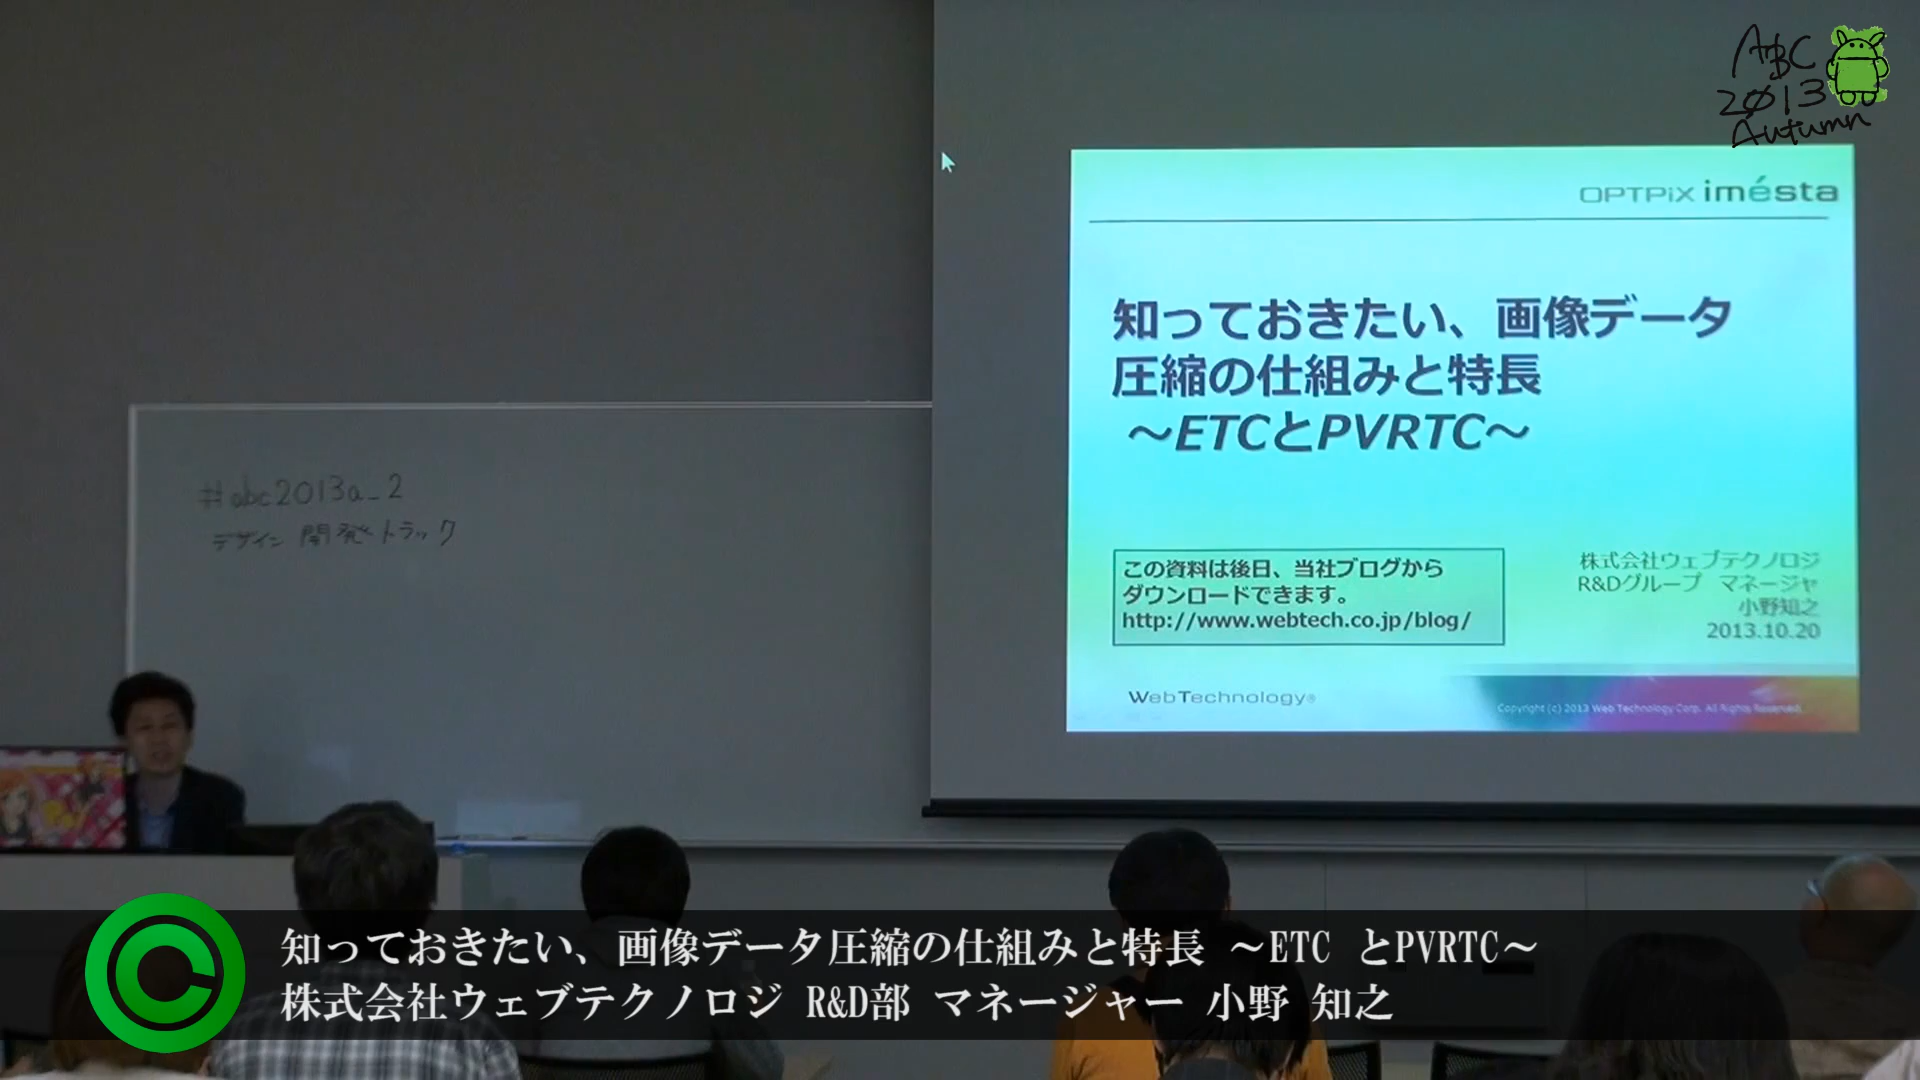 ABC
2013
Autumn
OPTPiX imésta
知っておきたい、画像データ
圧縮の仕組みと特長
～ETCとPVRTC～
#abc2013a_2
デザイン 開発トラック
この資料は後日、当社ブログから
ダウンロードできます。
http://www.webtech.co.jp/blog/
株式会社ウェブテクノロジ
R&Dグループ マネージャ
小野知之
2013.10.20
WebTechnology®
Copyright (c) 2013 Web Technology Corp. All Rights Reserved.
知っておきたい、画像データ圧縮の仕組みと特長 ～ETC とPVRTC～
株式会社ウェブテクノロジ R&D部 マネージャー 小野 知之